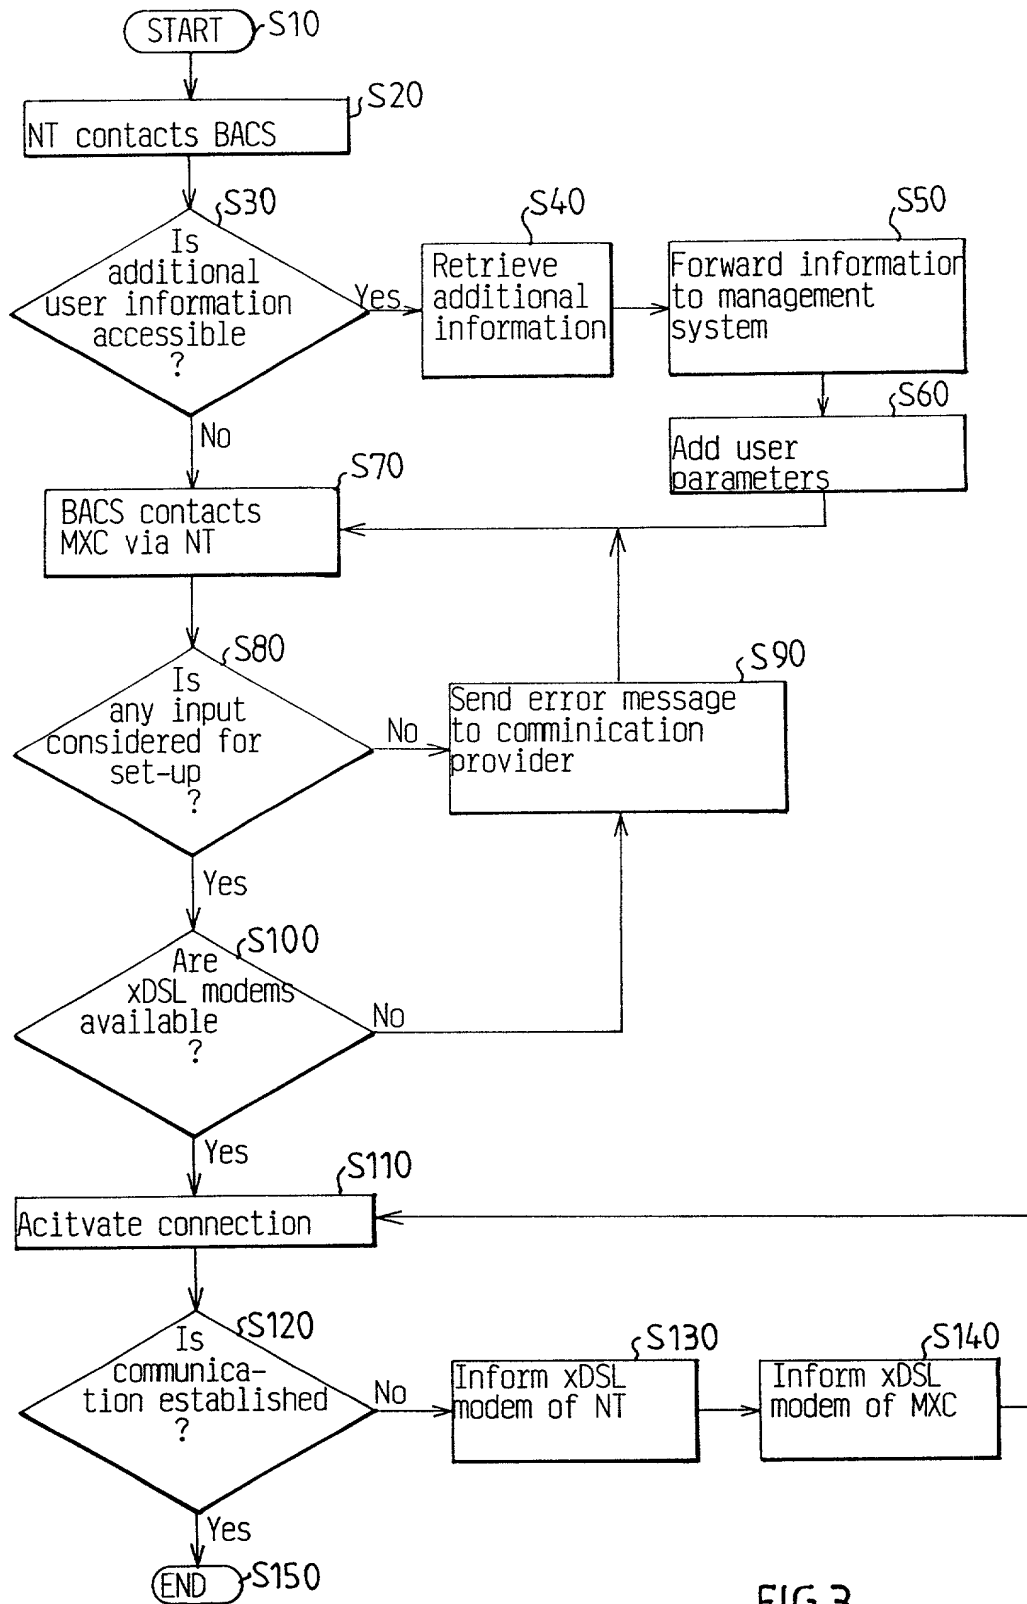 START
S10
S20
NT contacts BACS
S30
Is
additional
user information
accessible
?
Yes
No
S40
Retrieve
additional
information
S50
Forward information
to management
system
S60
Add user
parameters
S70
BACS contacts
MXC via NT
S80
Is
any input
considered for
set-up
?
No
Yes
S90
Send error message
to comminication
provider
S100
Are
xDSL modems
available
?
No
Yes
S110
Acitvate connection
S120
Is
communica-
tion established
?
No
Yes
S130
Inform xDSL
modem of NT
S140
Inform xDSL
modem of MXC
END
S150
FIG.3